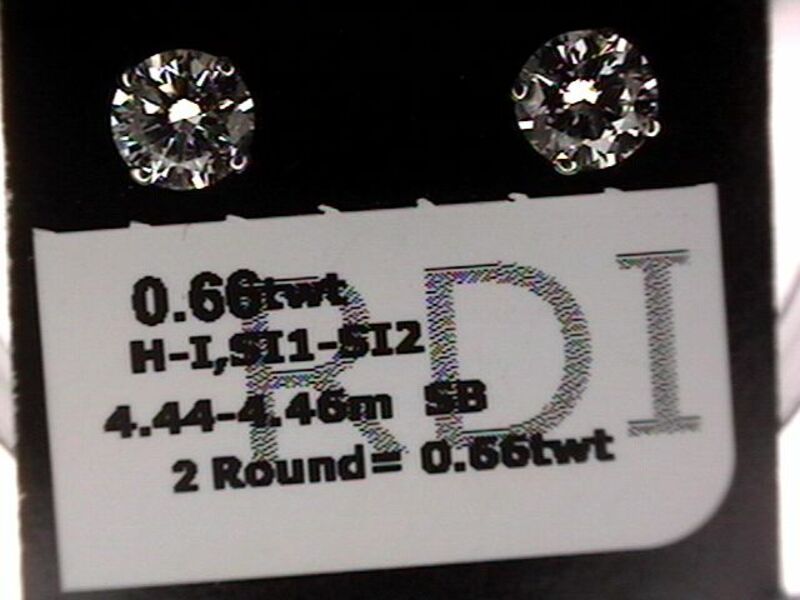 RDI
0.66twt
H-I,SI1-SI2
4.44-4.46m SB
2 Round= 0.66twt